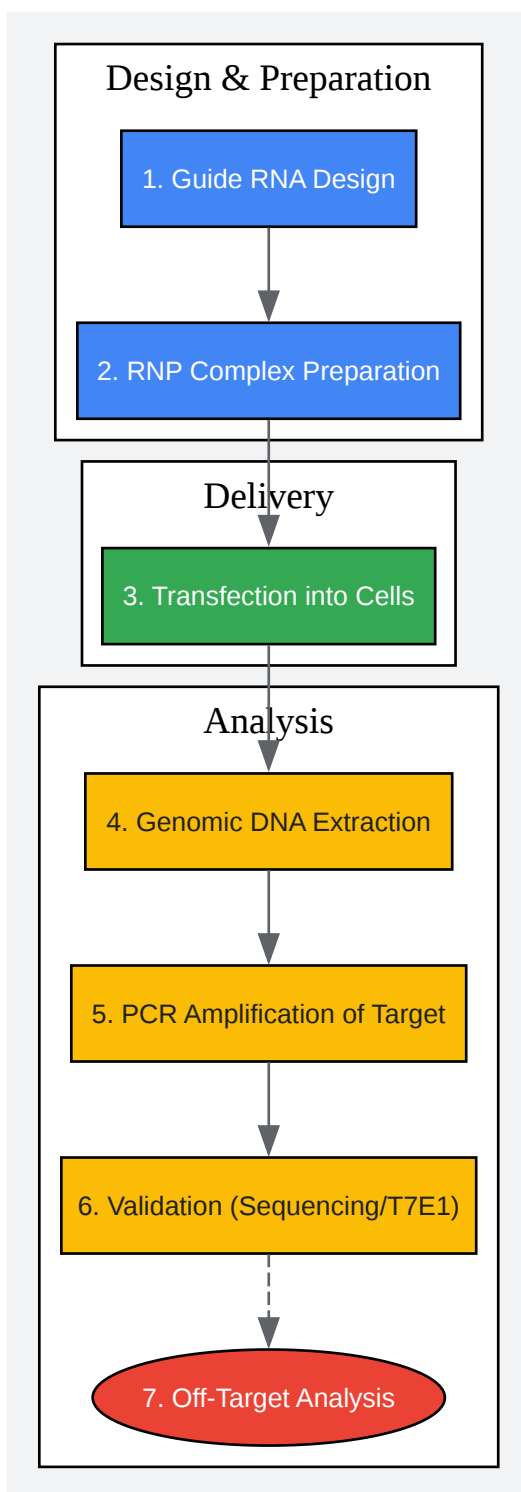 Design & Preparation
1. Guide RNA Design
2. RNP Complex Preparation
Delivery
3. Transfection into Cells
Analysis
4. Genomic DNA Extraction
5. PCR Amplification of Target
6. Validation (Sequencing/T7E1)
7. Off-Target Analysis